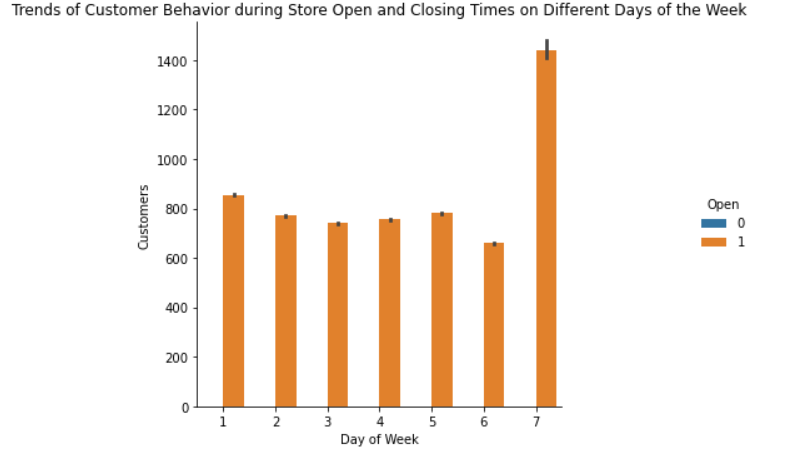 Trends of Customer Behavior during Store Open and Closing Times on Different Days of the Week
1400
1200
1000
800
600
400
200
0
Customers
1 2 3 4 5 6 7
Day of Week
Open
0
1